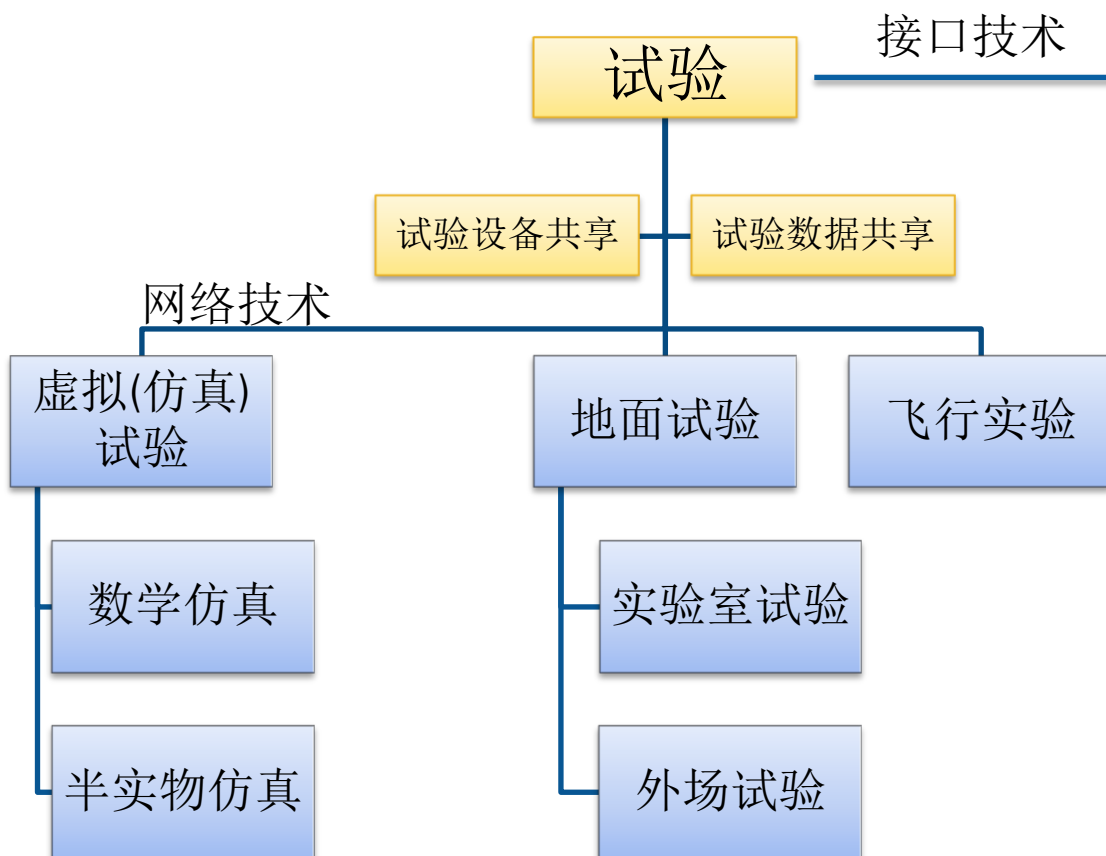 接口技术
试验
试验设备共享
试验数据共享
网络技术
虚拟(仿真)
试验
地面试验
飞行实验
数学仿真
实验室试验
半实物仿真
外场试验